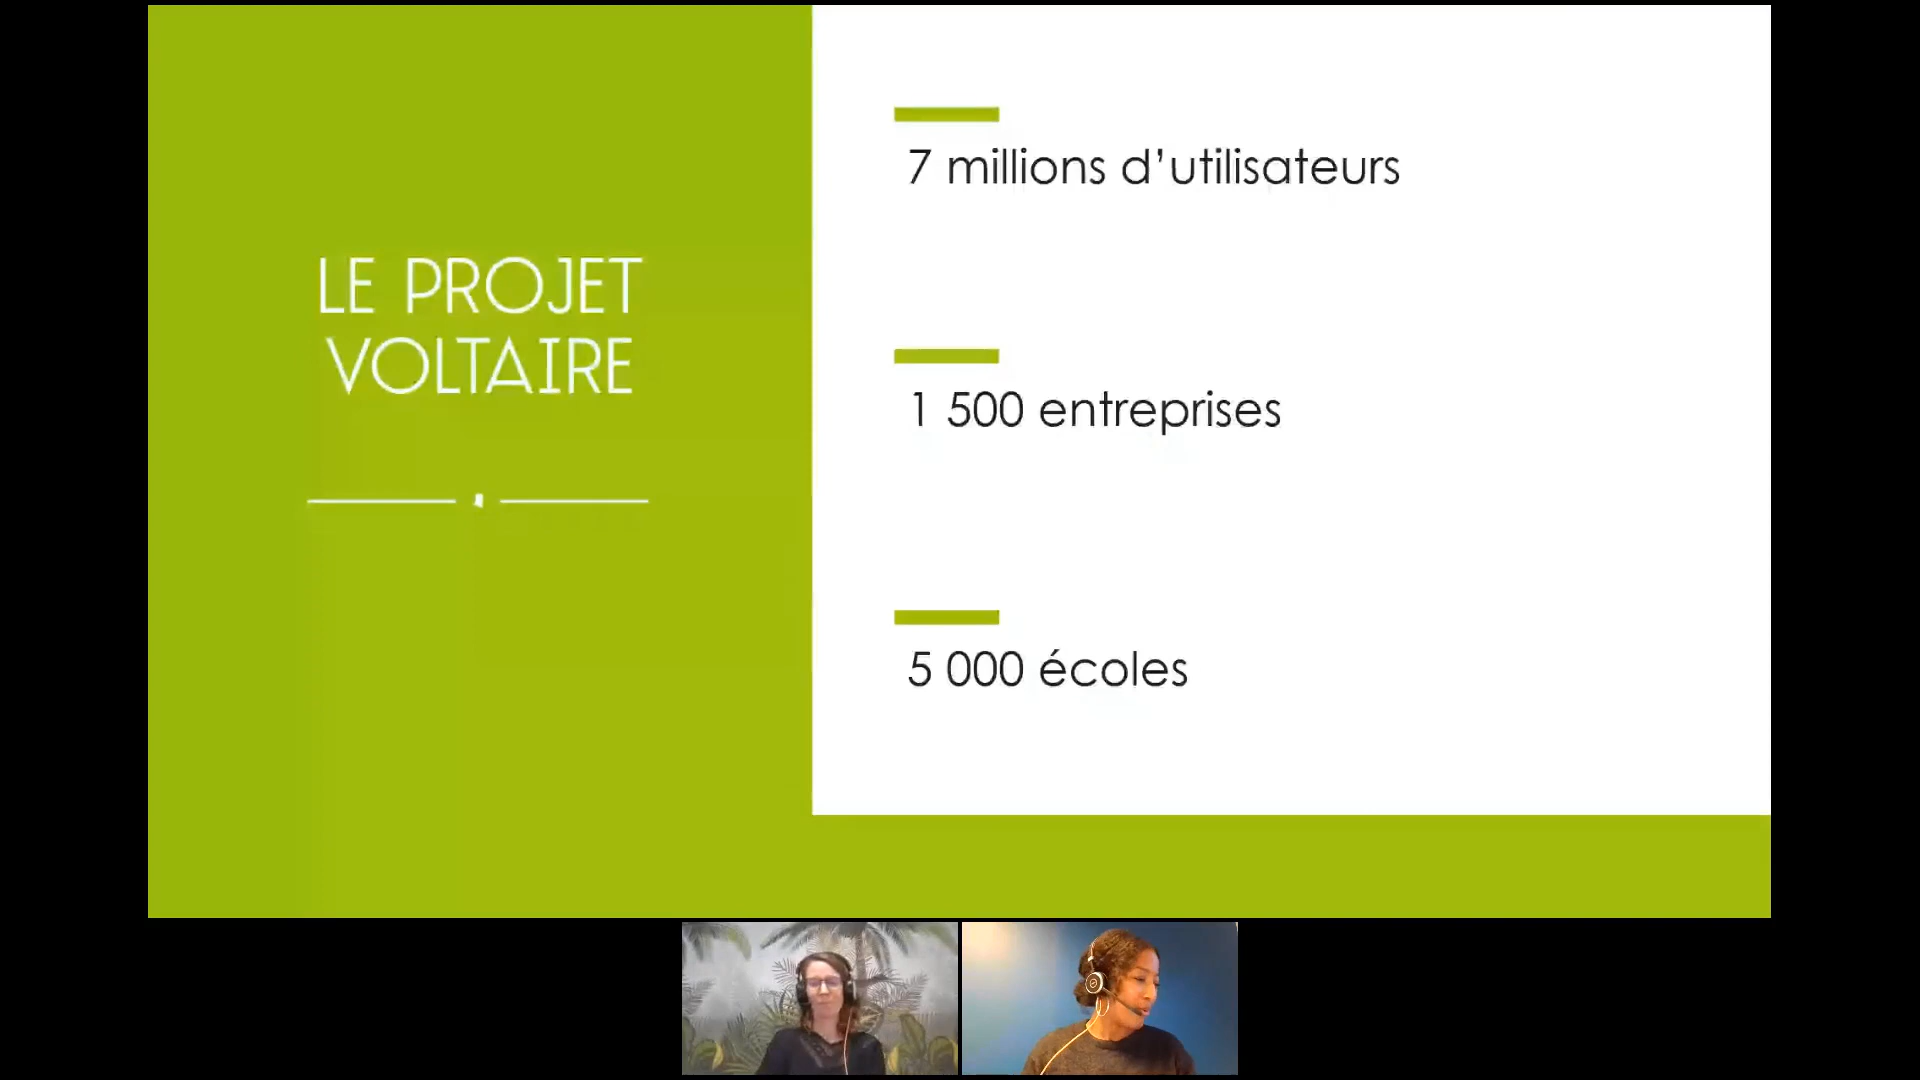 LE PROJET
VOLTAIRE
7 millions d’utilisateurs
1 500 entreprises
5 000 écoles